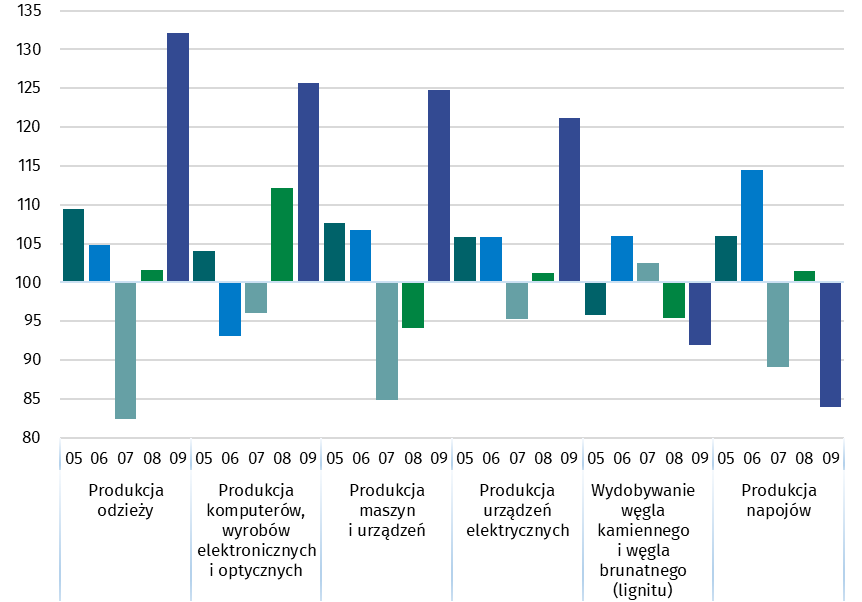 135
130
125
120
115
110
105
100
95
90
85
80
05 06 07 08 09 05 06 07 08 09 05 06 07 08 09 05 06 07 08 09 05 06 07 08 09 05 06 07 08 09
Produkcja
odzieży
Produkcja
komputerów,
wyrobów
elektronicznych
i optycznych
Produkcja
maszyn
i urządzeń
Produkcja
urządzeń
elektrycznych
Wydobywanie
węgla
kamiennego
i węgla
brunatnego
(lignitu)
Produkcja
napojów